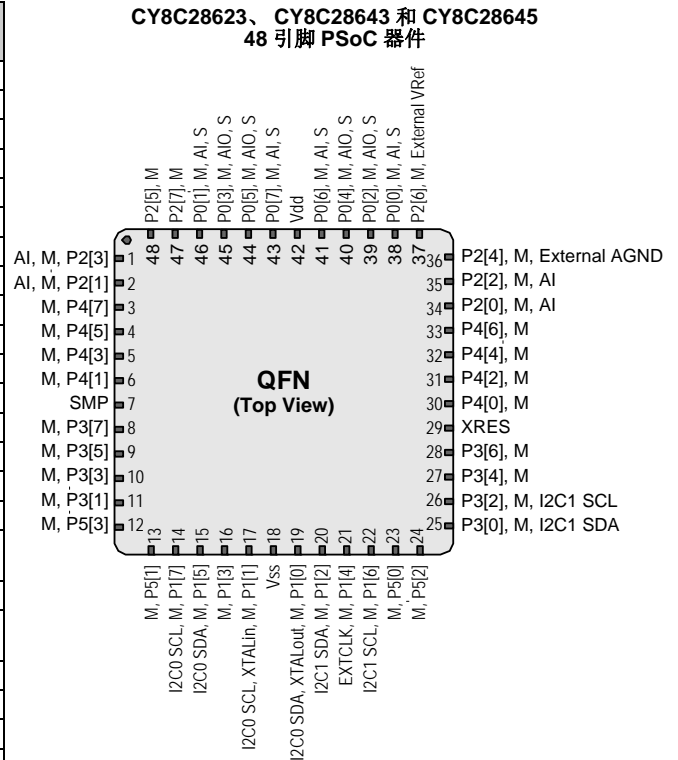 CY8C28623、 CY8C28643 和 CY8C28645
48 引脚 PSoC 器件
P2[5], M
P2[7], M
P0[1], M, AI, S
P0[3], M, AIO, S
P0[5], M, AIO, S
P0[7], M, AI, S
Vdd
P0[6], M, AI, S
P0[4], M, AIO, S
P0[2], M, AIO, S
P0[0], M, AI, S
P2[6], M, External VRef
48
47
46
45
44
43
42
41
40
39
38
37
AI, M, P2[3] 1
AI, M, P2[1] 2
M, P4[7] 3
M, P4[5] 4
M, P4[3] 5
M, P4[1] 6
SMP 7
M, P3[7] 8
M, P3[5] 9
M, P3[3] 10
M, P3[1] 11
M, P5[3] 12
QFN
(Top View)
36 P2[4], M, External AGND
35 P2[2], M, AI
34 P2[0], M, AI
33 P4[6], M
32 P4[4], M
31 P4[2], M
30 P4[0], M
29 XRES
28 P3[6], M
27 P3[4], M
26 P3[2], M, I2C1 SCL
25 P3[0], M, I2C1 SDA
13
14
15
16
17
18
19
20
21
22
23
24
M, P5[1]
I2C0 SCL, M, P1[7]
I2C0 SDA, M, P1[5]
M, P1[3]
I2C0 SCL, XTALin, M, P1[1]
Vss
I2C0 SDA, XTALout, M, P1[0]
I2C1 SDA, M, P1[2]
EXTCLK, M, P1[4]
I2C1 SCL, M, P1[6]
M, P5[0]
M, P5[2]